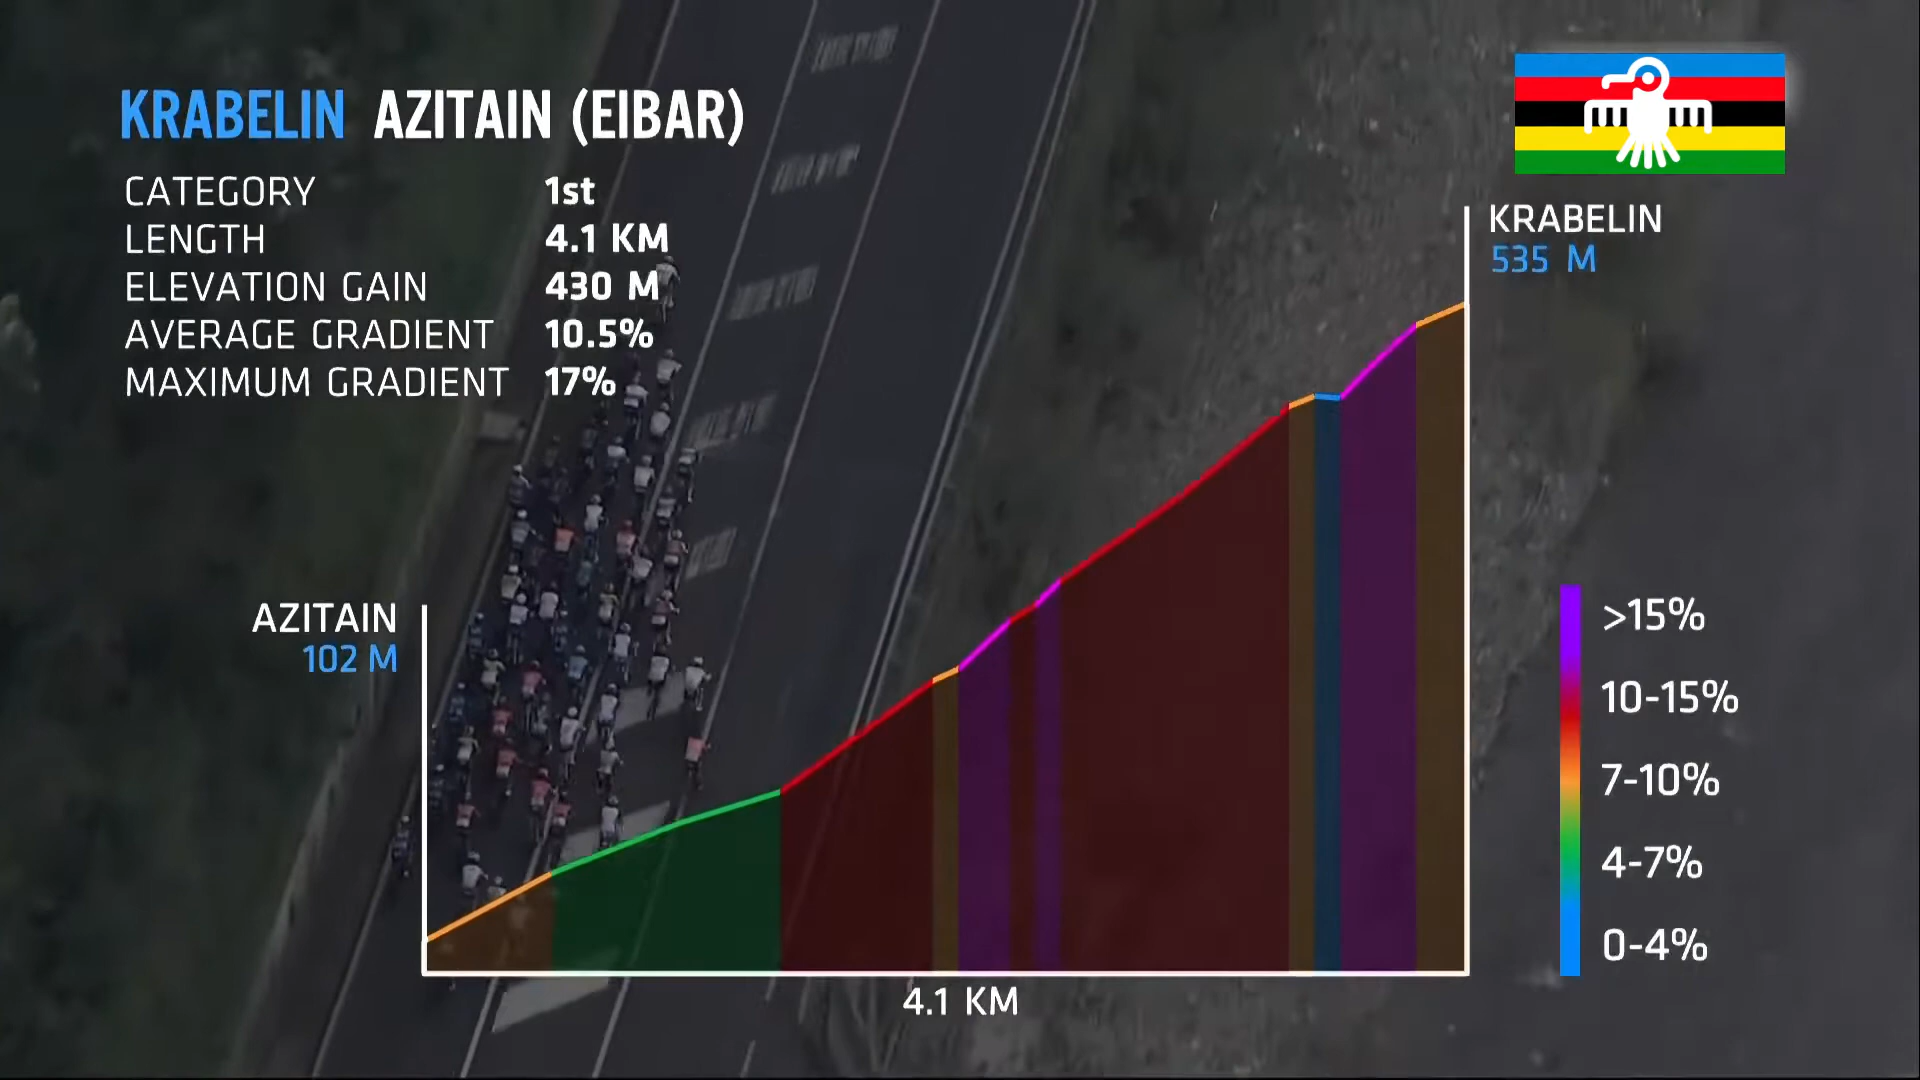 KRABELIN AZITAIN (EIBAR)
CATEGORY 1st
LENGTH 4.1 KM
ELEVATION GAIN 430 M
AVERAGE GRADIENT 10.5%
MAXIMUM GRADIENT 17%
KRABELIN
535 M
AZITAIN
102 M
>15%
10-15%
7-10%
4-7%
0-4%
4.1 KM